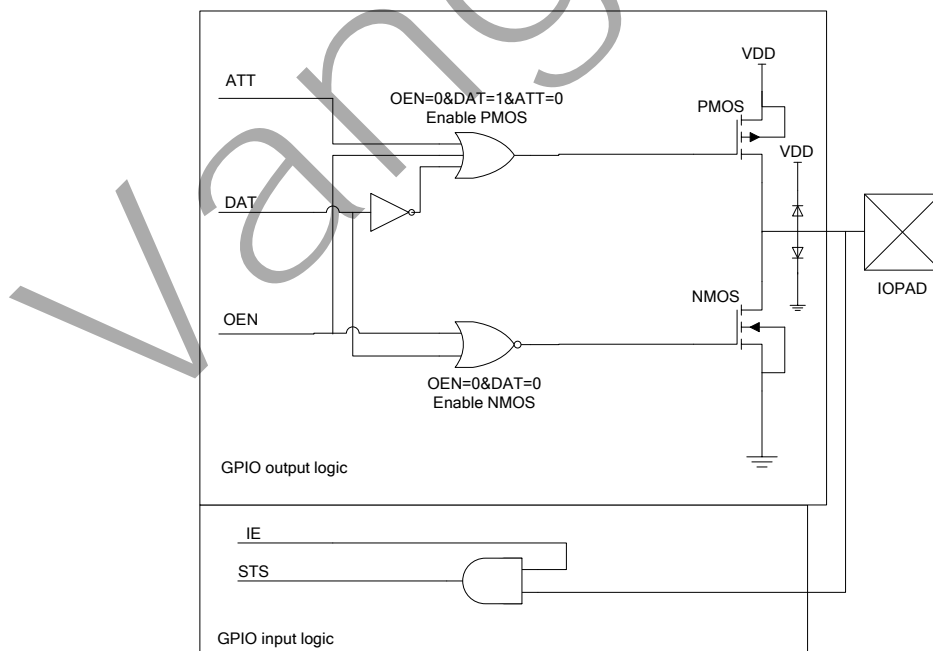 VDD
ATT
OEN=0&DAT=1&ATT=0
Enable PMOS
PMOS
VDD
DAT
IOPAD
NMOS
OEN
OEN=0&DAT=0
Enable NMOS
GPIO output logic
IE
STS
GPIO input logic
Vang